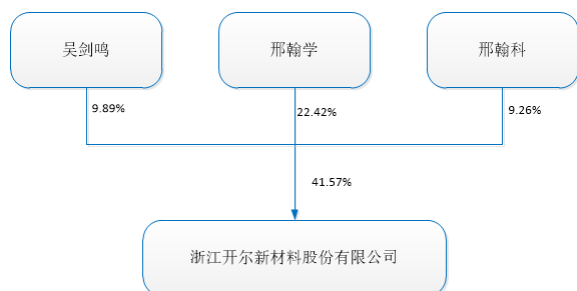 吴剑鸣
邢翰学
邢翰科
9.89%
22.42%
9.26%
41.57%
浙江开尔新材料股份有限公司